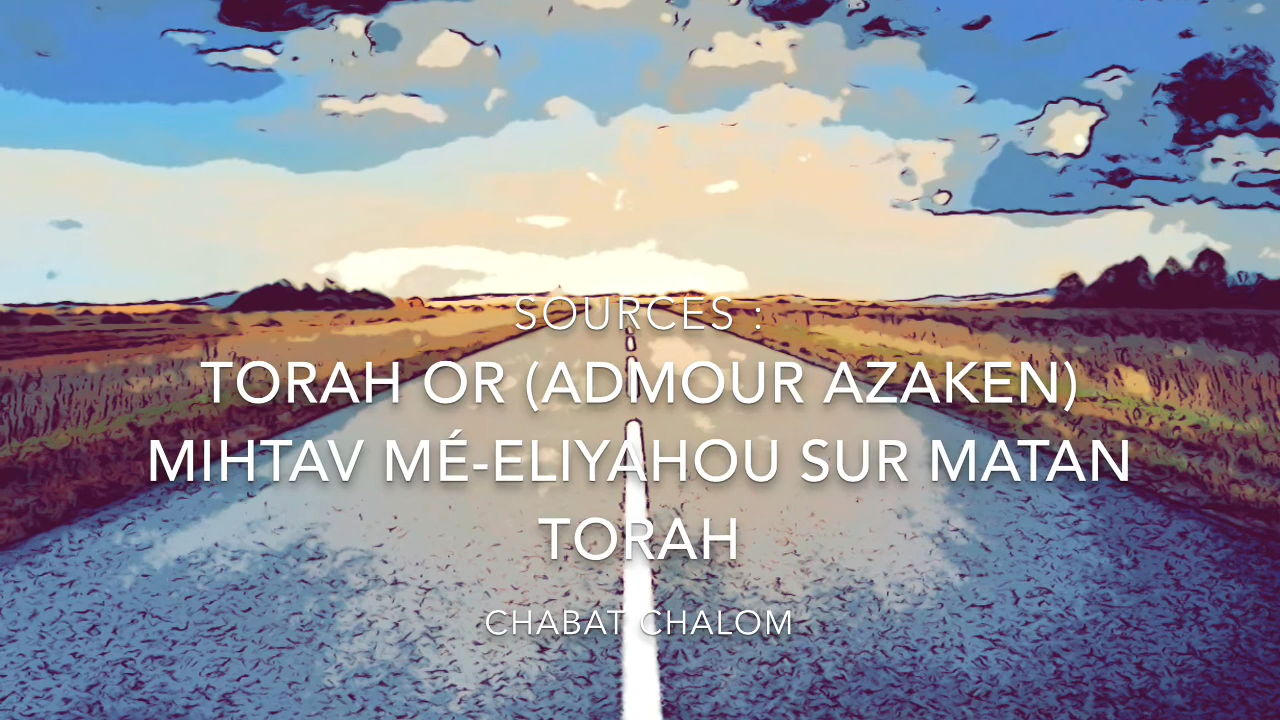 SOURCES :
TORAH OR (ADMOUR AZAKEN)
MIHTAV MÉ-ELIYAHOU SUR MATAN
TORAH
CHABAT CHALOM